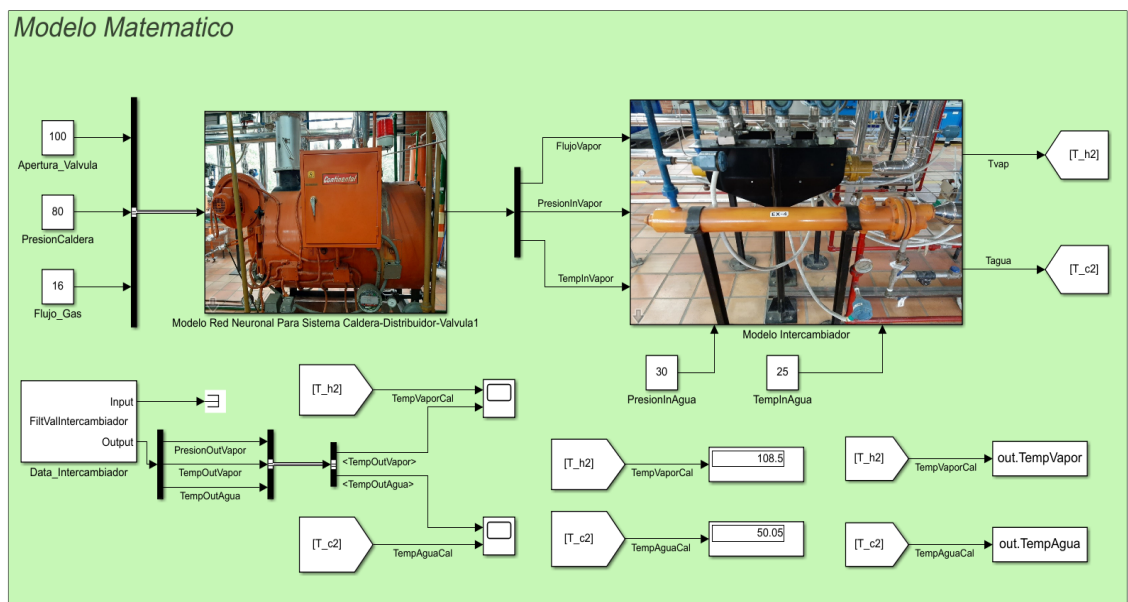 Modelo Matematico
100
Apertura_Valvula
80
PresionCaldera
16
Flujo_Gas
Continental
Modelo Red Neuronal Para Sistema Caldera-Distribuidor-Valvula1
FlujoVapor
PresionInVapor
TempInVapor
EX-4
Modelo Intercambiador
30
PresionInAgua
25
TempInAgua
Tvap
[T_h2]
Tagua
[T_c2]
Input
FiltValIntercambiador
Output
Data_Intercambiador
PresionOutVapor
TempOutVapor
TempOutAgua
<TempOutVapor>
<TempOutAgua>
[T_h2]
TempVaporCal
[T_c2]
TempAguaCal
[T_h2]
TempVaporCal
108.5
[T_c2]
TempAguaCal
50.05
[T_h2]
TempVaporCal
out.TempVapor
[T_c2]
TempAguaCal
out.TempAgua